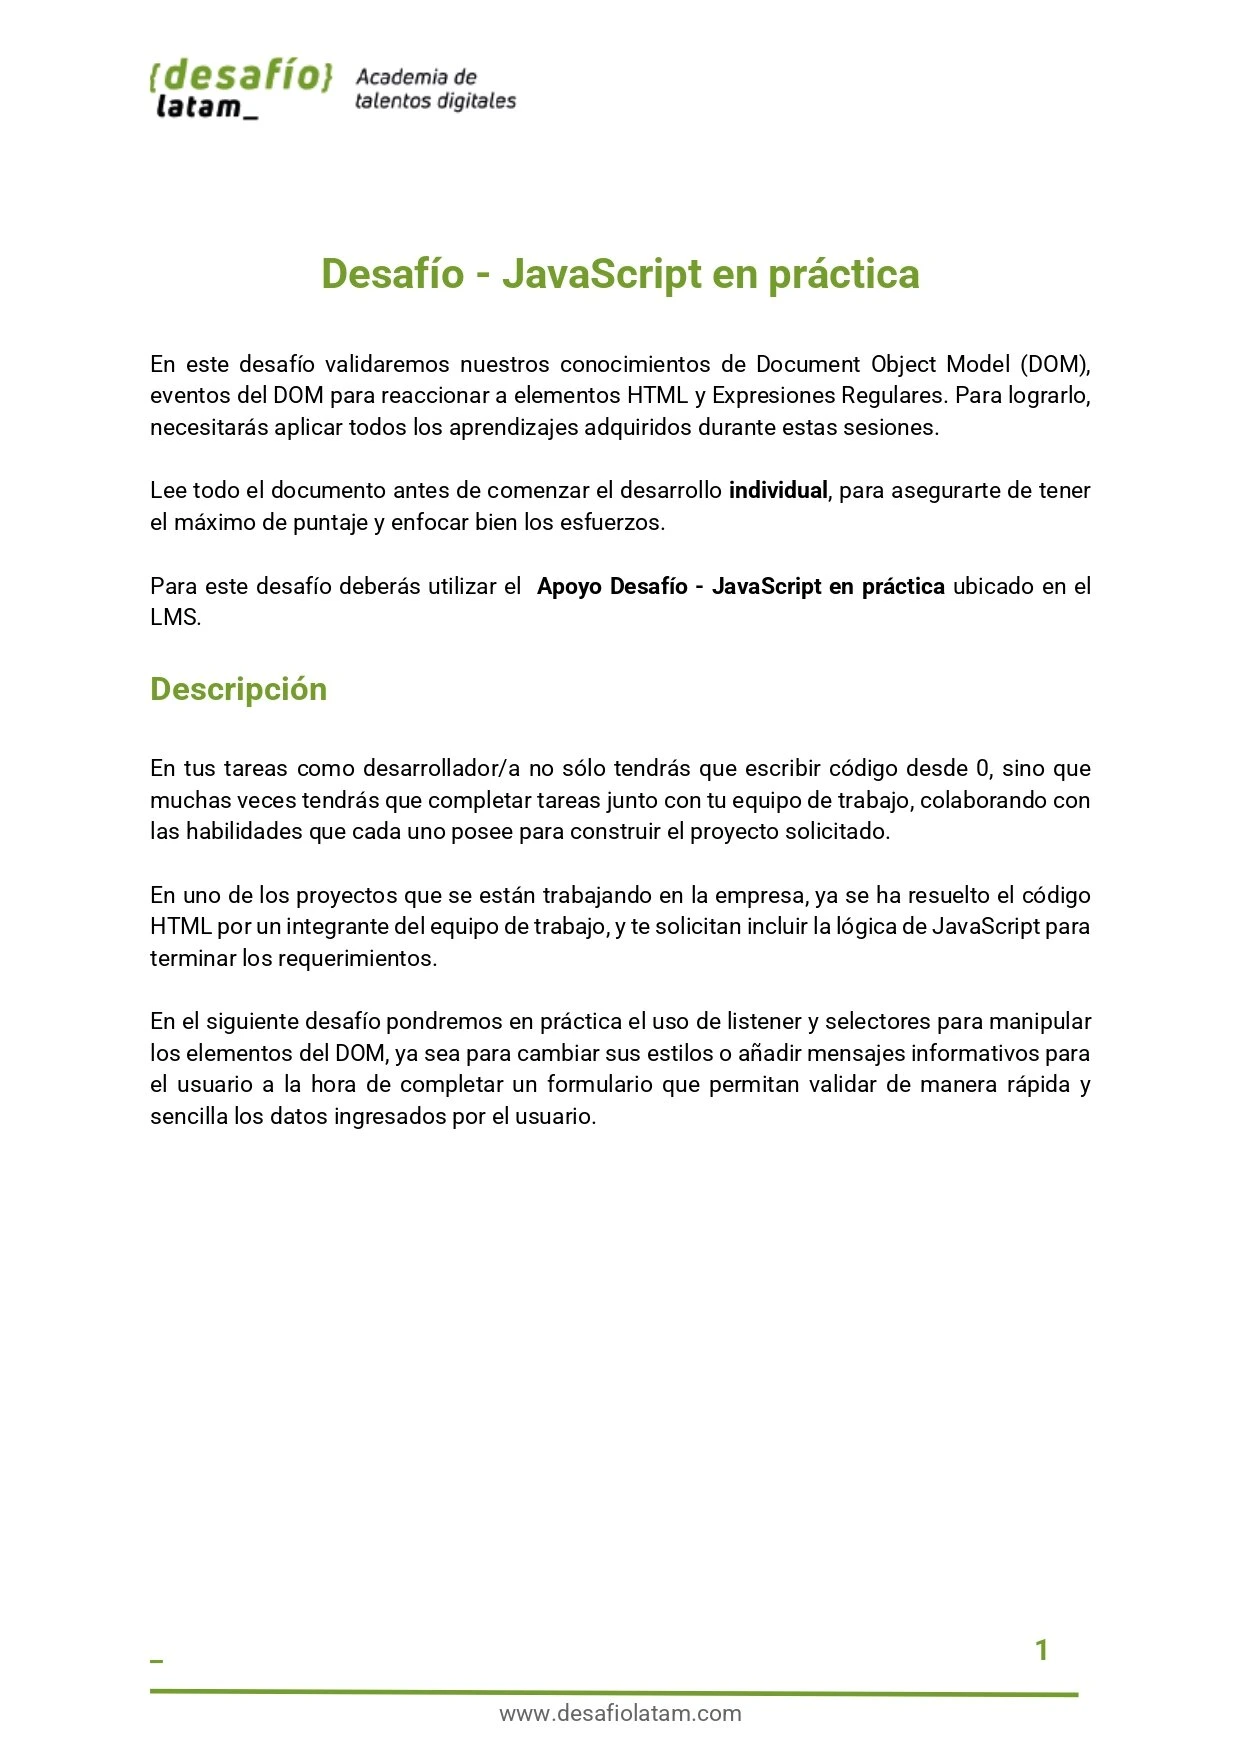 {desafío}
latam_
Academia de
talentos digitales
Desafío - JavaScript en práctica
En este desafío validaremos nuestros conocimientos de Document Object Model (DOM),
eventos del DOM para reaccionar a elementos HTML y Expresiones Regulares. Para lograrlo,
necesitarás aplicar todos los aprendizajes adquiridos durante estas sesiones.
Lee todo el documento antes de comenzar el desarrollo individual, para asegurarte de tener
el máximo de puntaje y enfocar bien los esfuerzos.
Para este desafío deberás utilizar el Apoyo Desafío - JavaScript en práctica ubicado en el
LMS.
Descripción
En tus tareas como desarrollador/a no sólo tendrás que escribir código desde 0, sino que
muchas veces tendrás que completar tareas junto con tu equipo de trabajo, colaborando con
las habilidades que cada uno posee para construir el proyecto solicitado.
En uno de los proyectos que se están trabajando en la empresa, ya se ha resuelto el código
HTML por un integrante del equipo de trabajo, y te solicitan incluir la lógica de JavaScript para
terminar los requerimientos.
En el siguiente desafío pondremos en práctica el uso de listener y selectores para manipular
los elementos del DOM, ya sea para cambiar sus estilos o añadir mensajes informativos para
el usuario a la hora de completar un formulario que permitan validar de manera rápida y
sencilla los datos ingresados por el usuario.
_ 1
www.desafiolatam.com